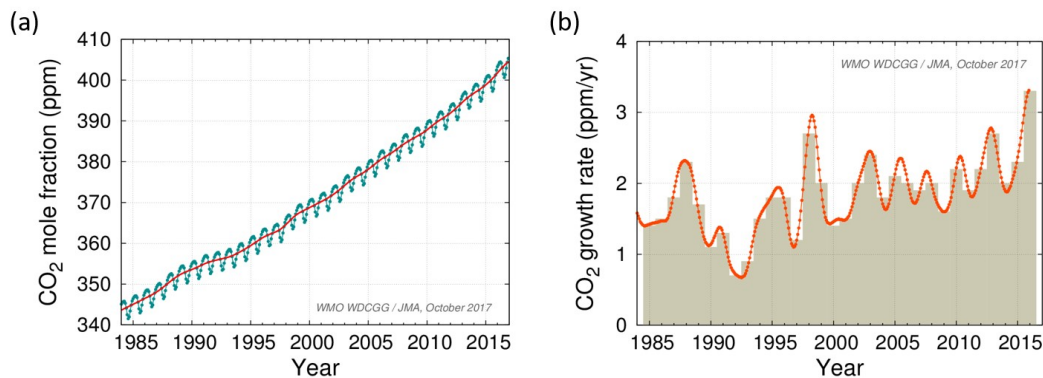 (a)
CO2 mole fraction (ppm)
410
400
390
380
370
360
350
340
WMO WDCGG / JMA, October 2017
1985 1990 1995 2000 2005 2010 2015
Year
(b)
CO2 growth rate (ppm/yr)
4
3
2
1
0
WMO WDCGG / JMA, October 2017
1985 1990 1995 2000 2005 2010 2015
Year